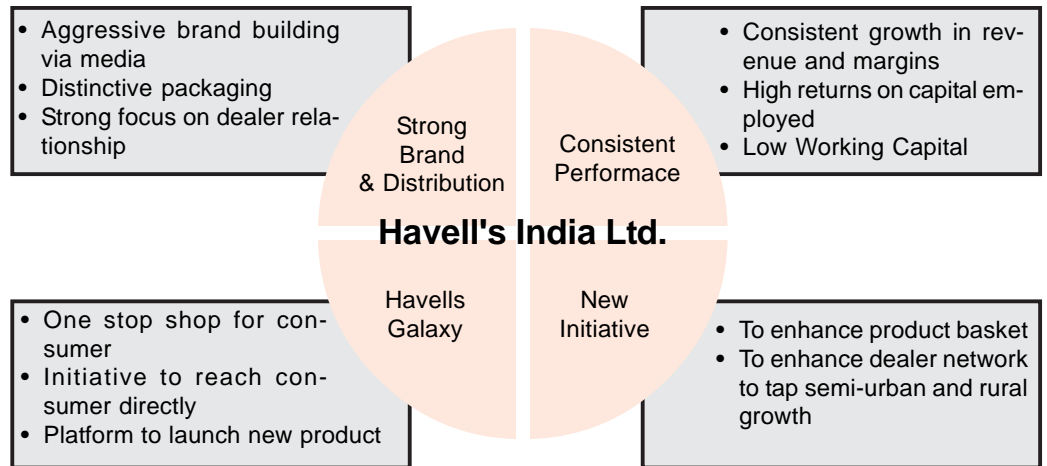 • Aggressive brand building
via media
• Distinctive packaging
• Strong focus on dealer rela-
tionship
Strong
Brand
& Distribution
Consistent
Performace
• Consistent growth in rev-
enue and margins
• High returns on capital em-
ployed
• Low Working Capital
Havell's India Ltd.
• One stop shop for con-
sumer
• Initiative to reach con-
sumer directly
• Platform to launch new product
Havells
Galaxy
New
Initiative
• To enhance product basket
• To enhance dealer network
to tap semi-urban and rural
growth